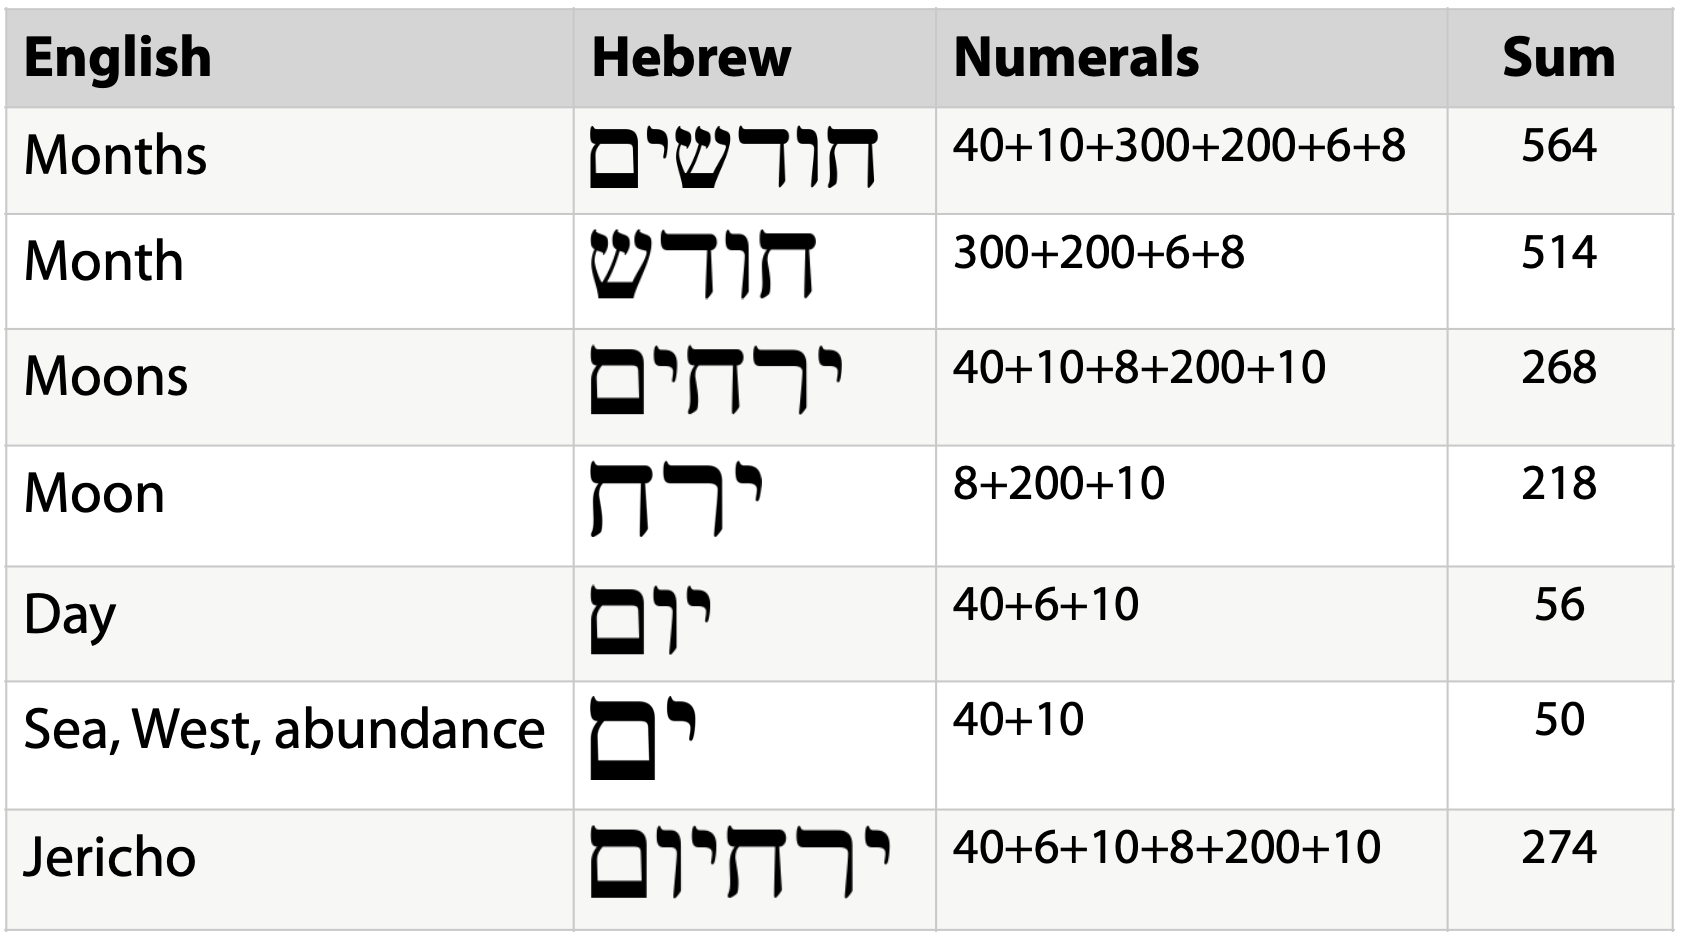 English Hebrew Numerals Sum
Months חודשים 40+10+300+200+6+8 564
Month חודש 300+200+6+8 514
Moons ירחים 40+10+8+200+10 268
Moon ירח 8+200+10 218
Day יום 40+6+10 56
Sea, West, abundance ים 40+10 50
Jericho ירחיום 40+6+10+8+200+10 274